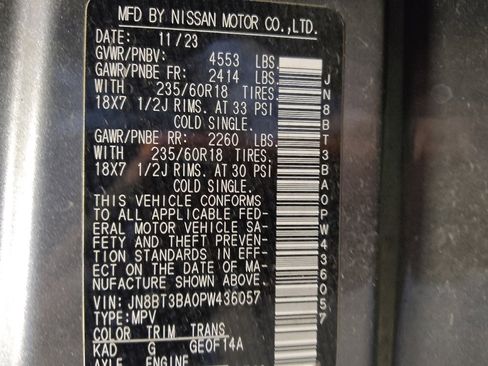 MFD BY NISSAN MOTOR CO.,LTD.
DATE: 11/23
GVWR/PNBV: 4553 LBS.
GAWR/PNBE FR: 2414 LBS.
WITH 235/60R18 TIRES.
18X7 1/2J RIMS. AT 33 PSI
COLD SINGLE.
GAWR/PNBE RR: 2260 LBS.
WITH 235/60R18 TIRES.
18X7 1/2J RIMS. AT 30 PSI
COLD SINGLE.
THIS VEHICLE CONFORMS
TO ALL APPLICABLE FED-
ERAL MOTOR VEHICLE SA-
FETY AND THEFT PREVEN-
TION STANDARDS IN EFF-
ECT ON THE DATE OF MA-
NUFACTURE SHOWN ABOVE.
VIN: JN8BT3BA0PW436057
TYPE:MPV
COLOR TRIM TRANS
KAD G GEOF14A
AXLE ENGINE
JN8BT3BA0PW436057